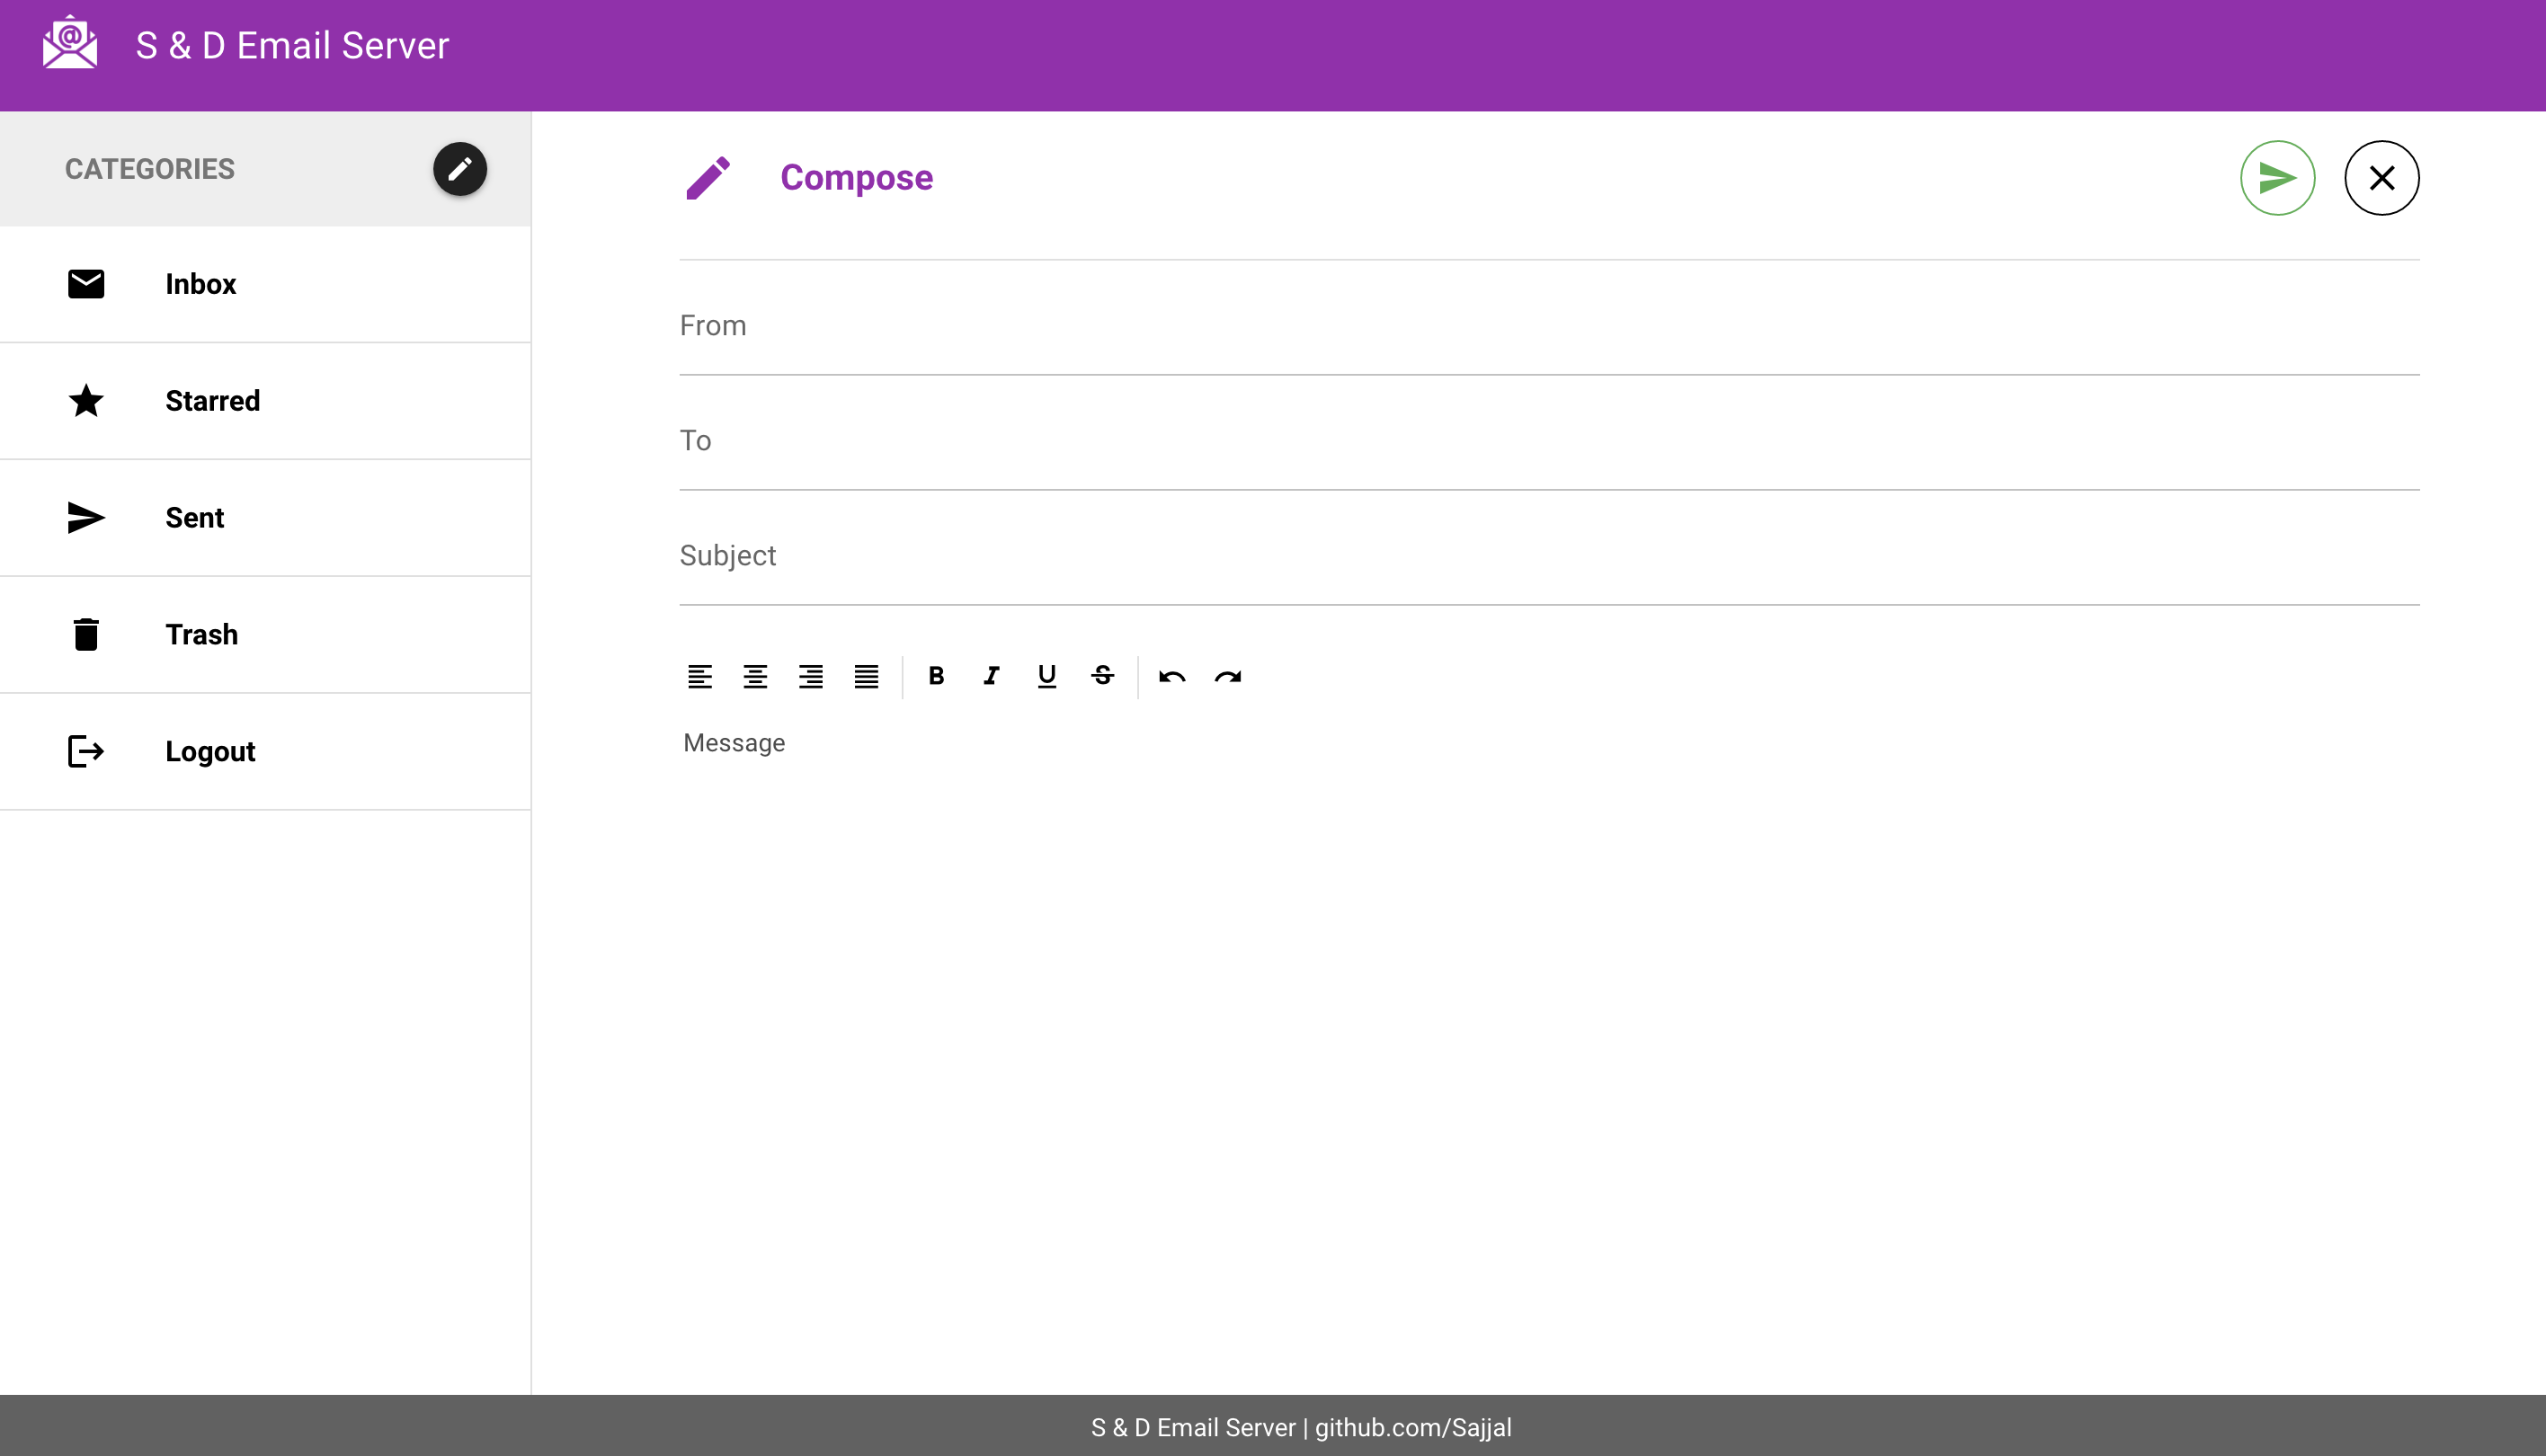 S & D Email Server
CATEGORIES
Compose
Inbox
Starred
Sent
Trash
Logout
From
To
Subject
B I U S
Message
S & D Email Server | github.com/Sajjal